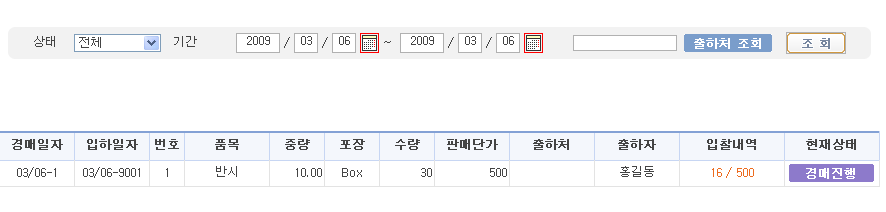 상태 전체 기간 2009 / 03 / 06 ~ 2009 / 03 / 06 출하처 조회 조 회
경매일자 입하일자 번호 품목 중량 포장 수량 판매단가 출하처 출하자 입찰내역 현재상태
03/06-1 03/06-9001 1 반시 10.00 Box 30 500 홍길동 16 / 500 경매진행